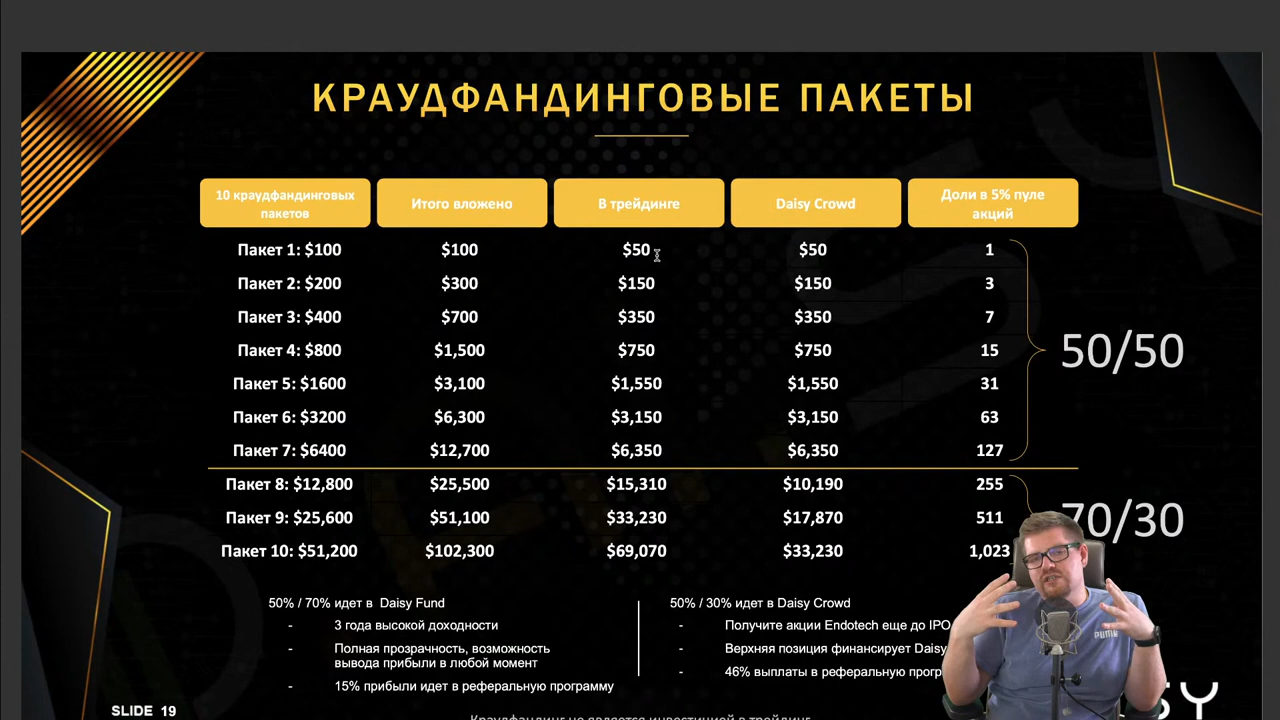 КРАУДФАНДИНГОВЫЕ ПАКЕТЫ
10 краудфандинговых пакетов Итого вложено В трейдинге Daisy Crowd Доли в 5% пуле акций
Пакет 1: $100 $100 $50 $50 1
Пакет 2: $200 $300 $150 $150 3
Пакет 3: $400 $700 $350 $350 7
Пакет 4: $800 $1,500 $750 $750 15
50/50
Пакет 5: $1600 $3,100 $1,550 $1,550 31
Пакет 6: $3200 $6,300 $3,150 $3,150 63
Пакет 7: $6400 $12,700 $6,350 $6,350 127
Пакет 8: $12,800 $25,500 $15,310 $10,190 255
Пакет 9: $25,600 $51,100 $33,230 $17,870 511
70/30
Пакет 10: $51,200 $102,300 $69,070 $33,230 1,023
50% / 70% идет в Daisy Fund
- 3 года высокой доходности
- Полная прозрачность, возможность
вывода прибыли в любой момент
- 15% прибыли идет в реферальную программу
50% / 30% идет в Daisy Crowd
- Получите акции Endotech еще до IPO
- Верхняя позиция финансирует Daisy
- 46% выплаты в реферальную
PUMA
SLIDE 19
Краудфандинг не является инвестицией в трейдинг